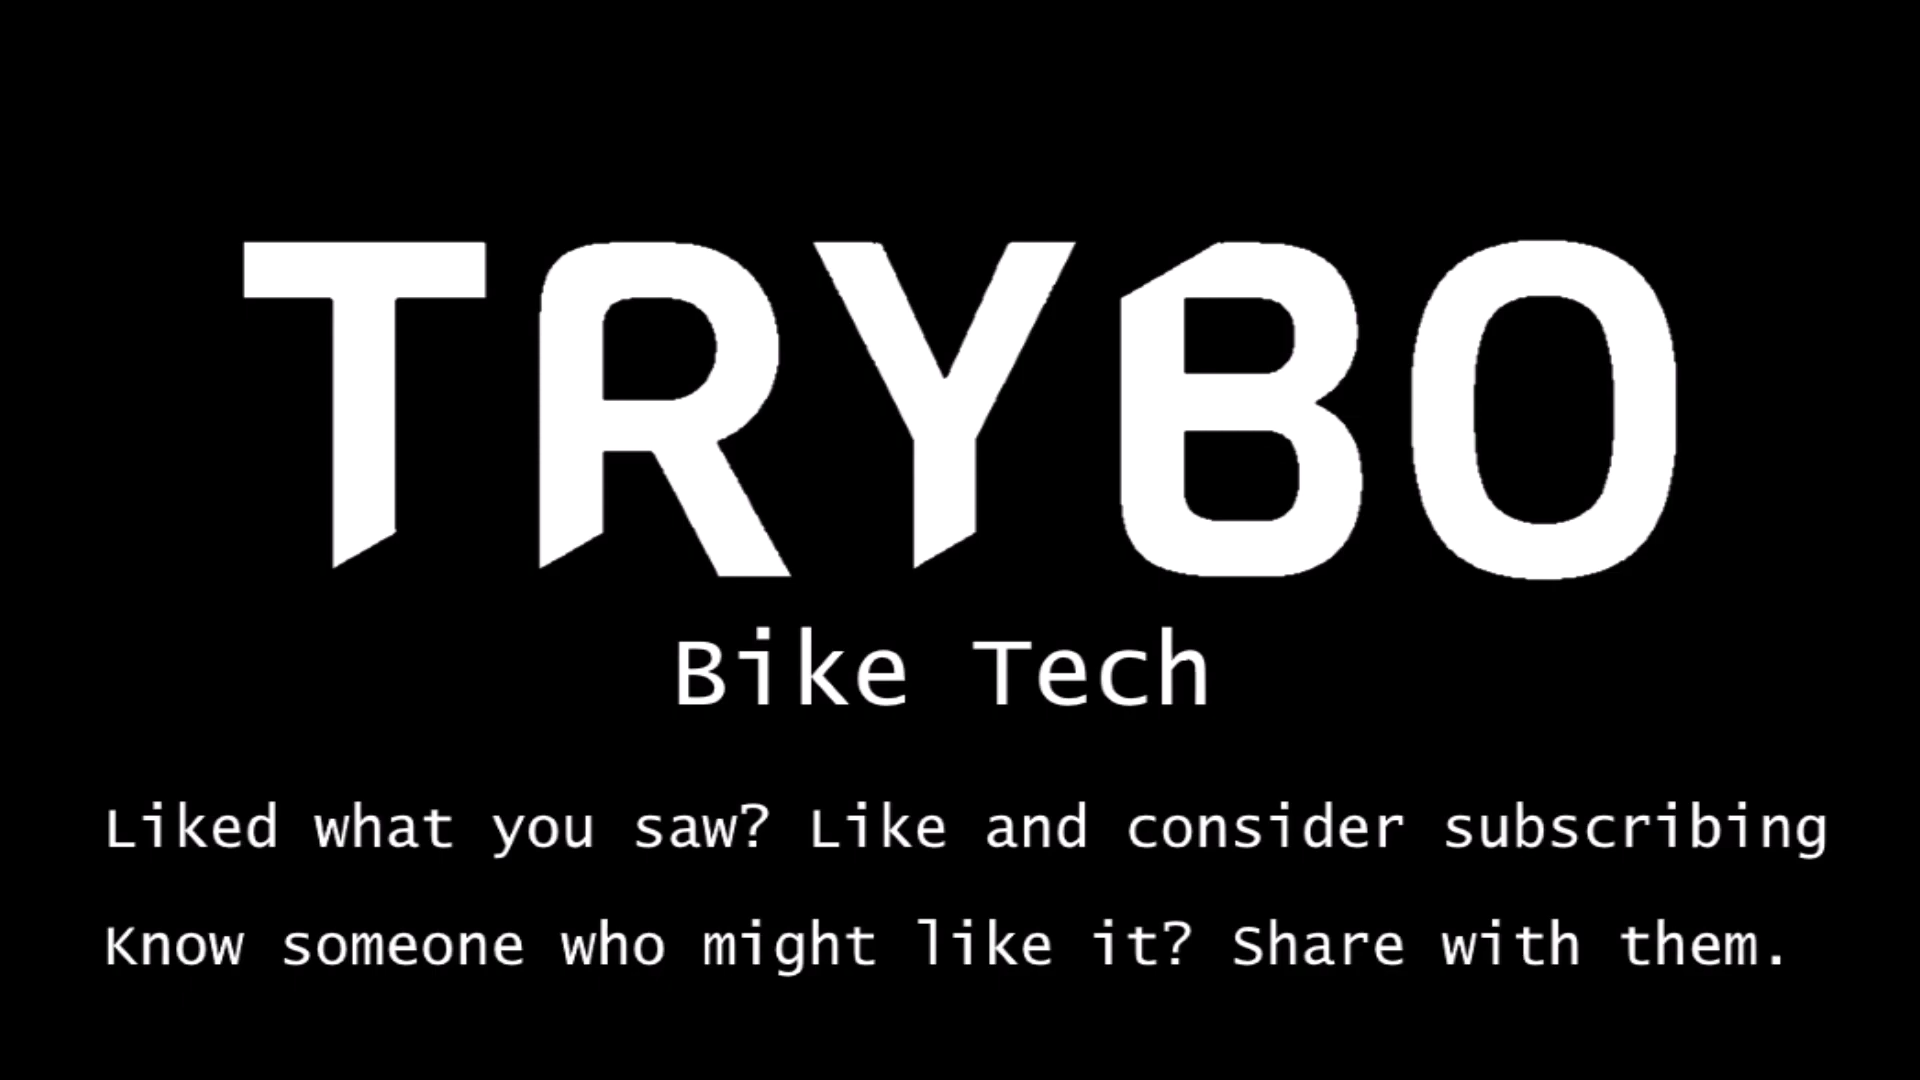 TRYBO
Bike Tech
Liked what you saw? Like and consider subscribing
Know someone who might like it? Share with them.